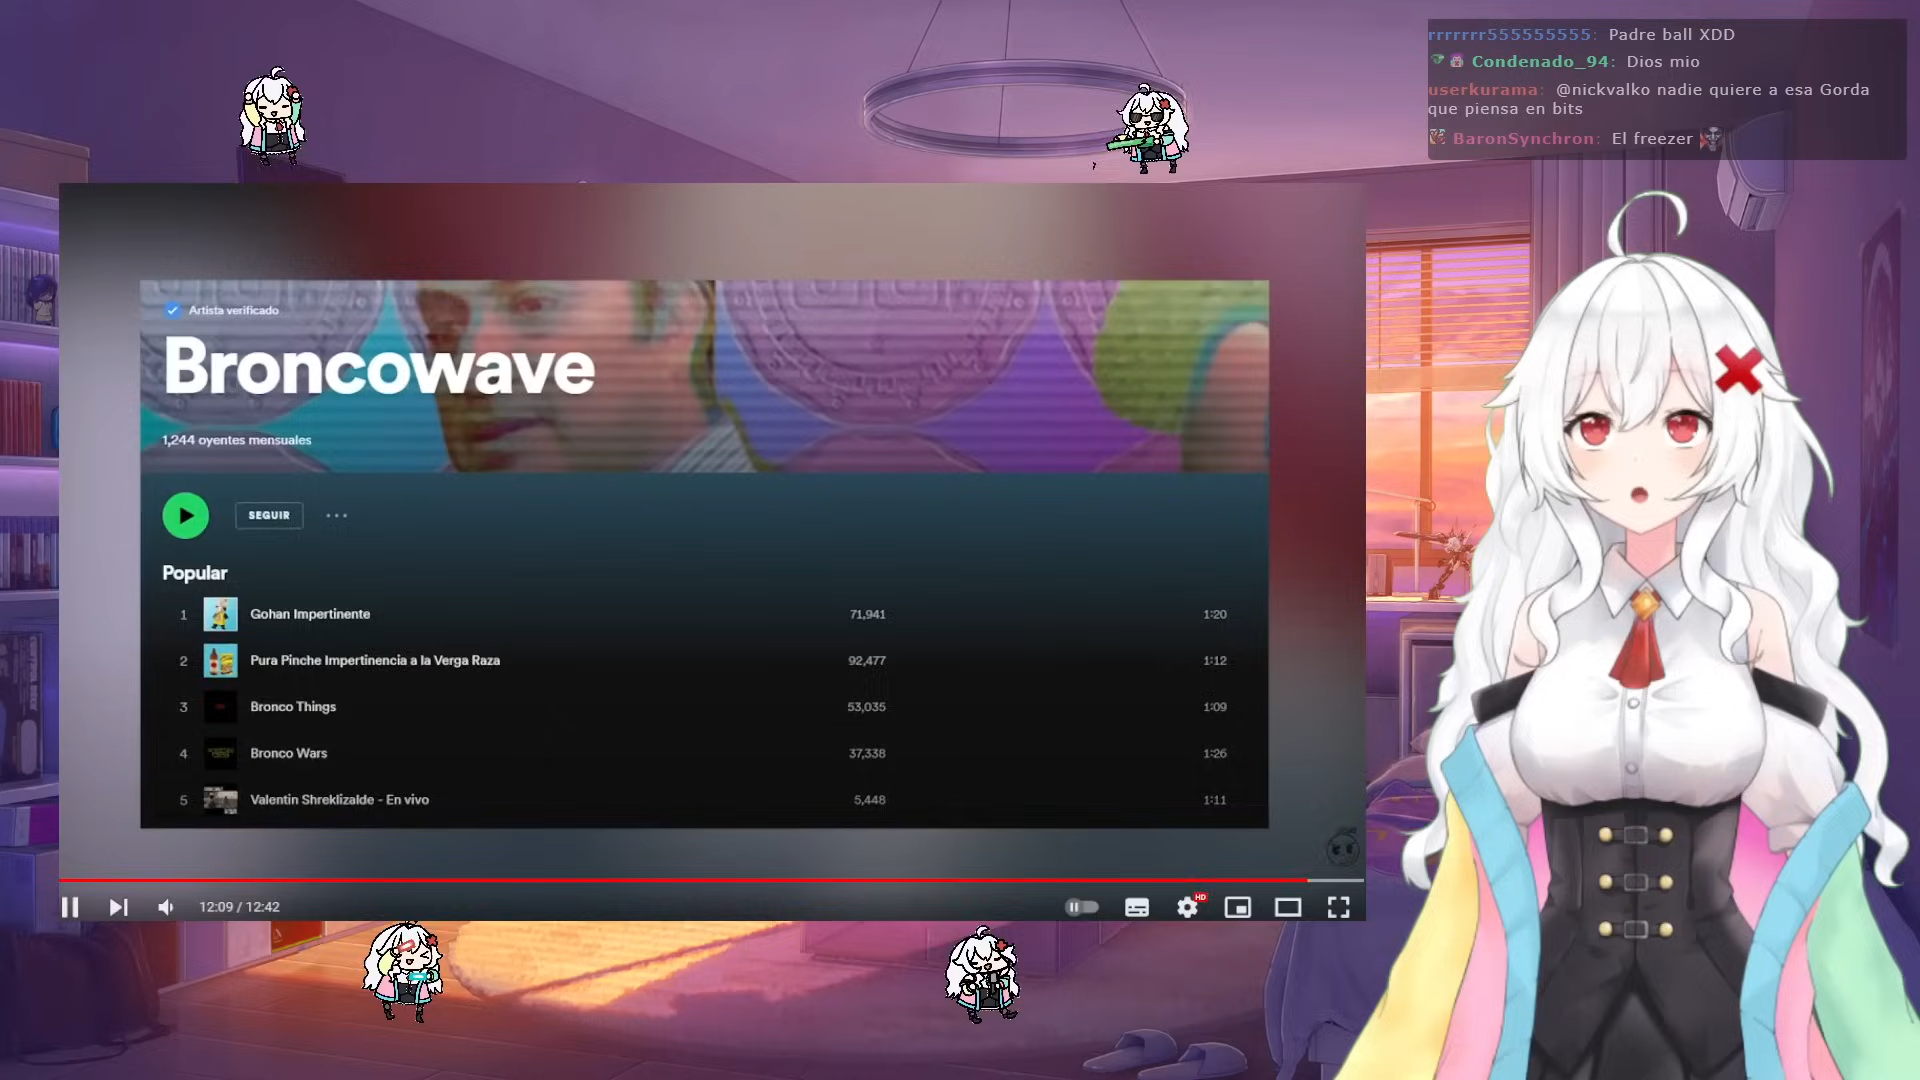 rrrrrrr555555555: Padre ball XDD
Condenado_94: Dios mio
userkurama: @nickvalko nadie quiere a esa Gorda
que piensa en bits
BaronSynchron: El freezer
Artista verificado
Broncowave
1,244 oyentes mensuales
SEGUIR
Popular
1 Gohan Impertinente 71,941 1:20
2 Pura Pinche Impertinencia a la Verga Raza 92,477 1:12
3 Bronco Things 53,035 1:09
4 Bronco Wars 37,338 1:26
5 Valentin Shreklizalde - En vivo 5,448 1:11
12:09 / 12:42
HD